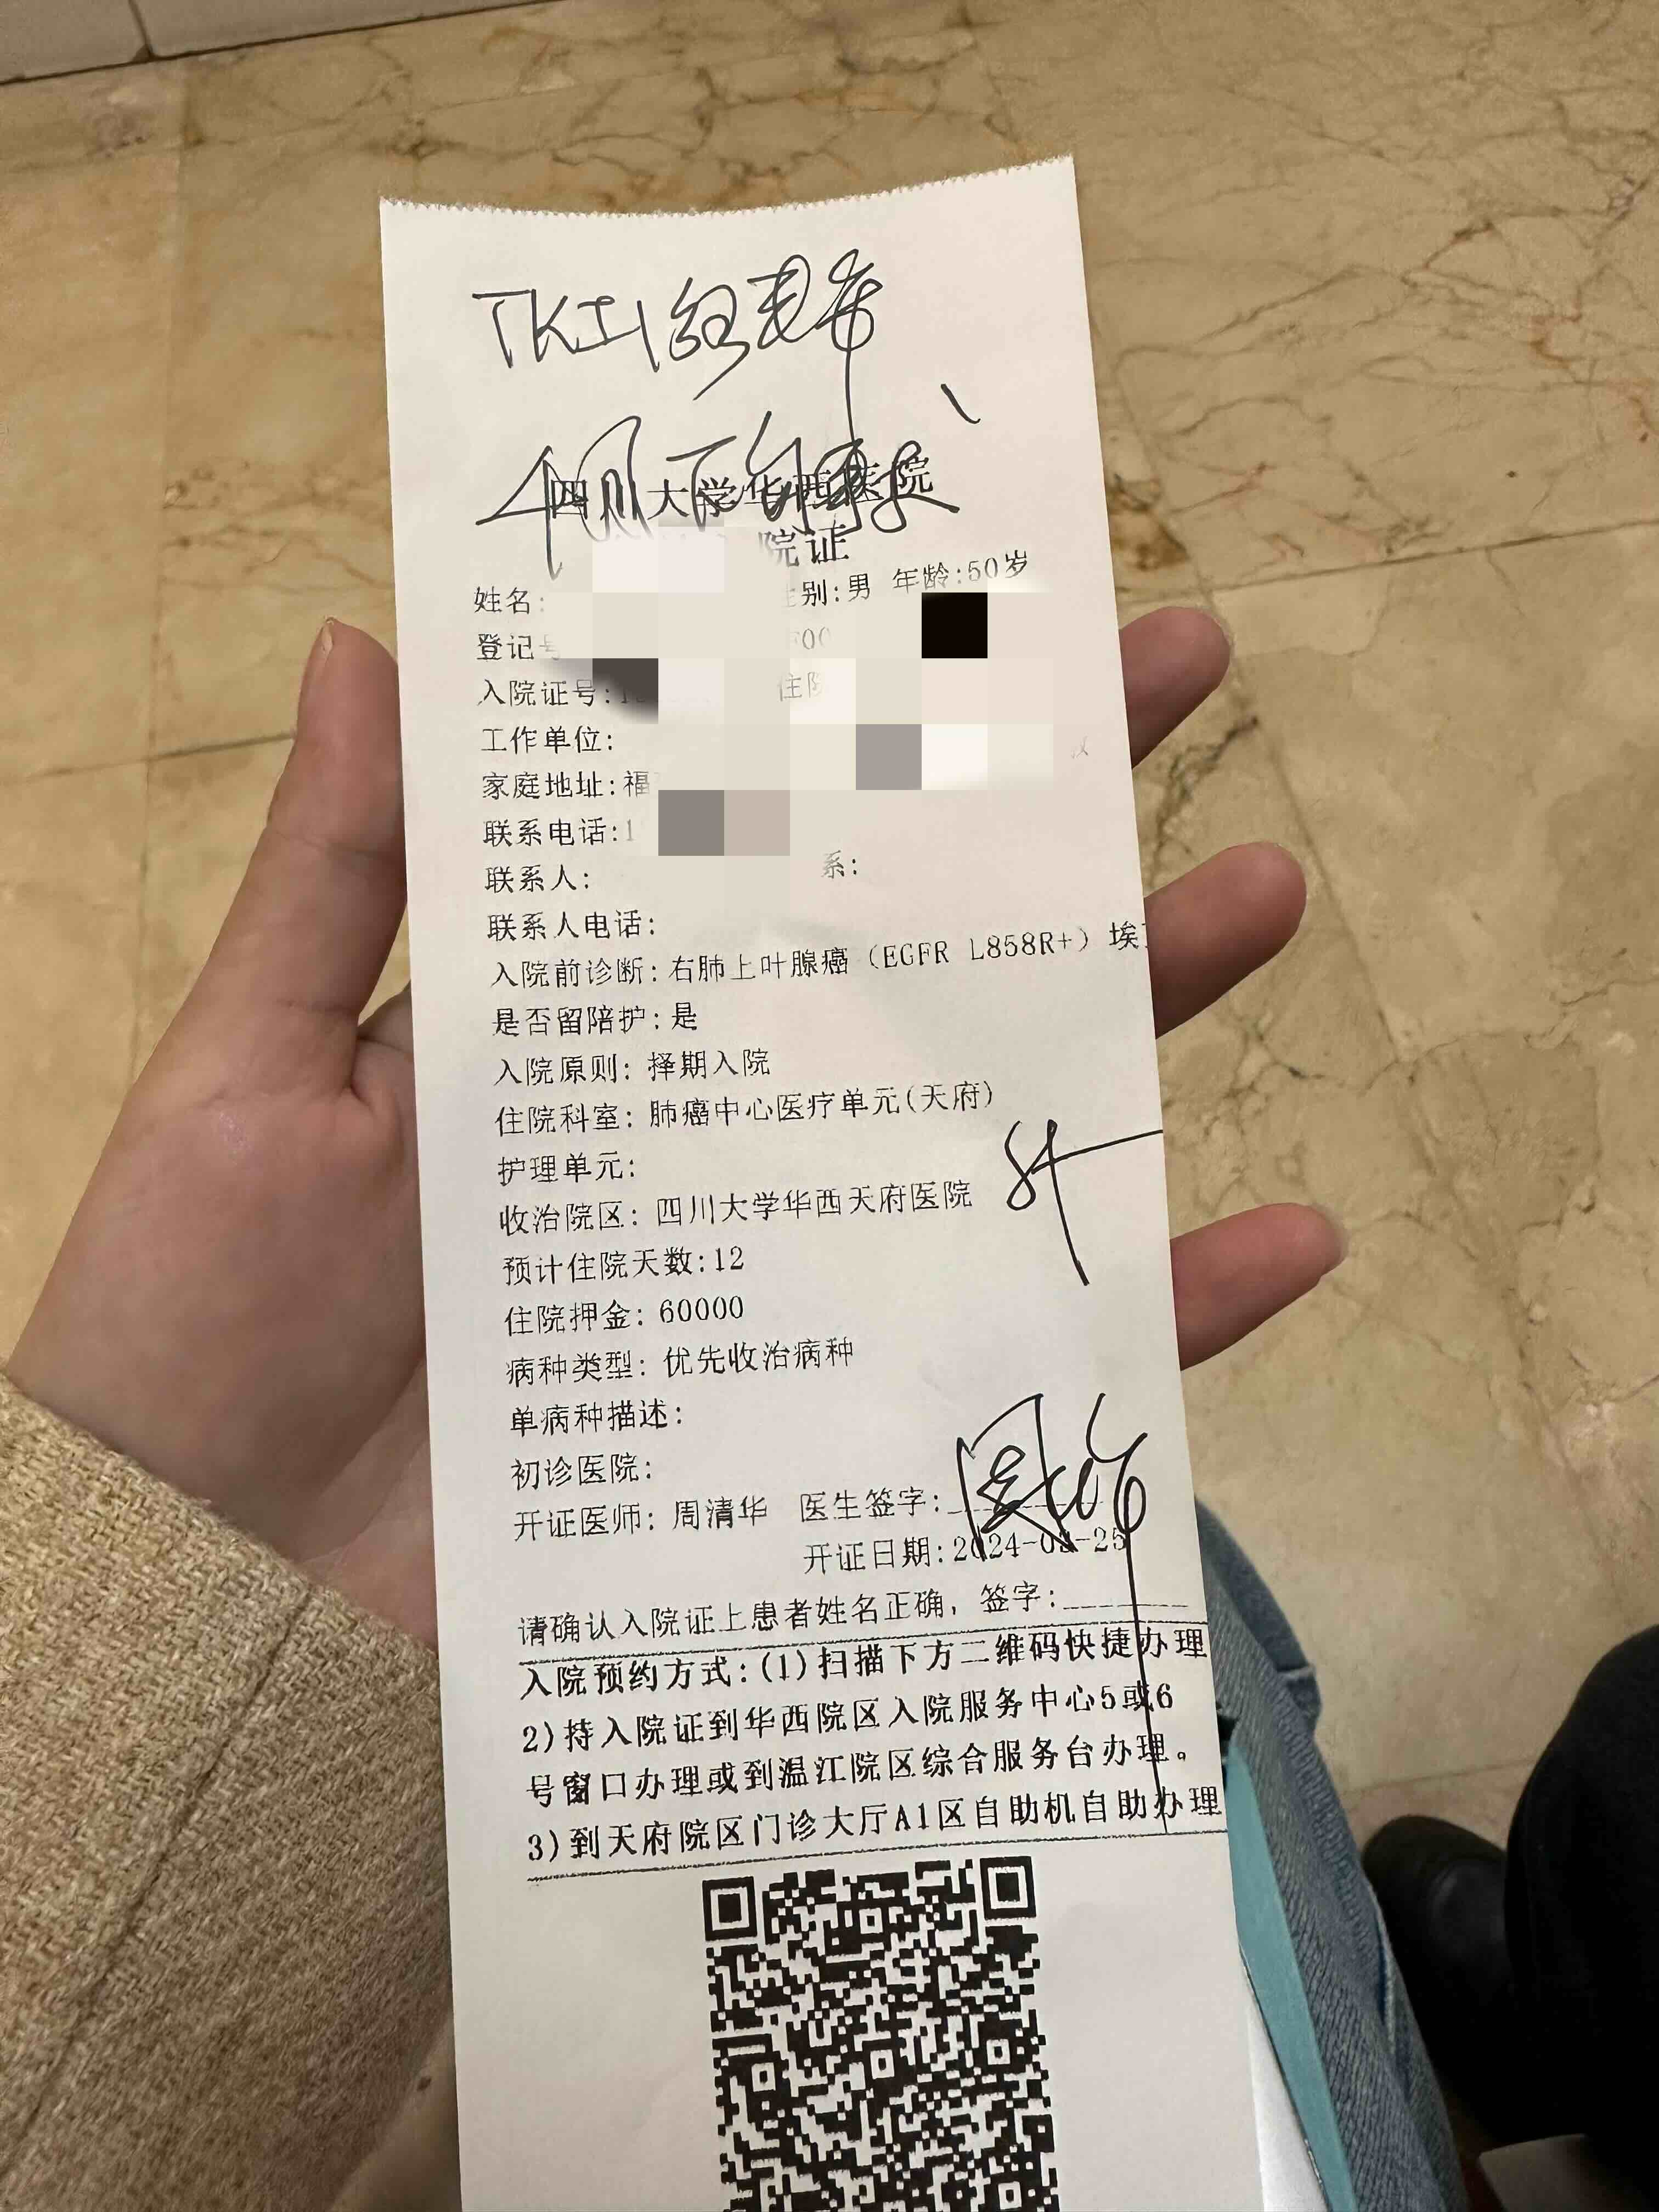 TKI
四川大学华西医院
院证
姓名: 别:男 年龄:50岁
登记号
入院证号:1 住院
工作单位:
家庭地址:福
联系电话:1
联系人: 系:
联系人电话:
入院前诊断:右肺上叶腺癌（EGFR L858R+）埃
是否留陪护:是
入院原则:择期入院
住院科室:肺癌中心医疗单元(天府)
护理单元:
收治院区:四川大学华西天府医院
预计住院天数:12
住院押金:60000
病种类型:优先收治病种
单病种描述:
初诊医院:
开证医师:周清华 医生签字:
开证日期:2024-03-25
请确认入院证上患者姓名正确，签字:
入院预约方式:(1)扫描下方二维码快捷办理
2)持入院证到华西院区入院服务中心5或6
号窗口办理或到温江院区综合服务台办理。
3)到天府院区门诊大厅A1区自助机自助办理